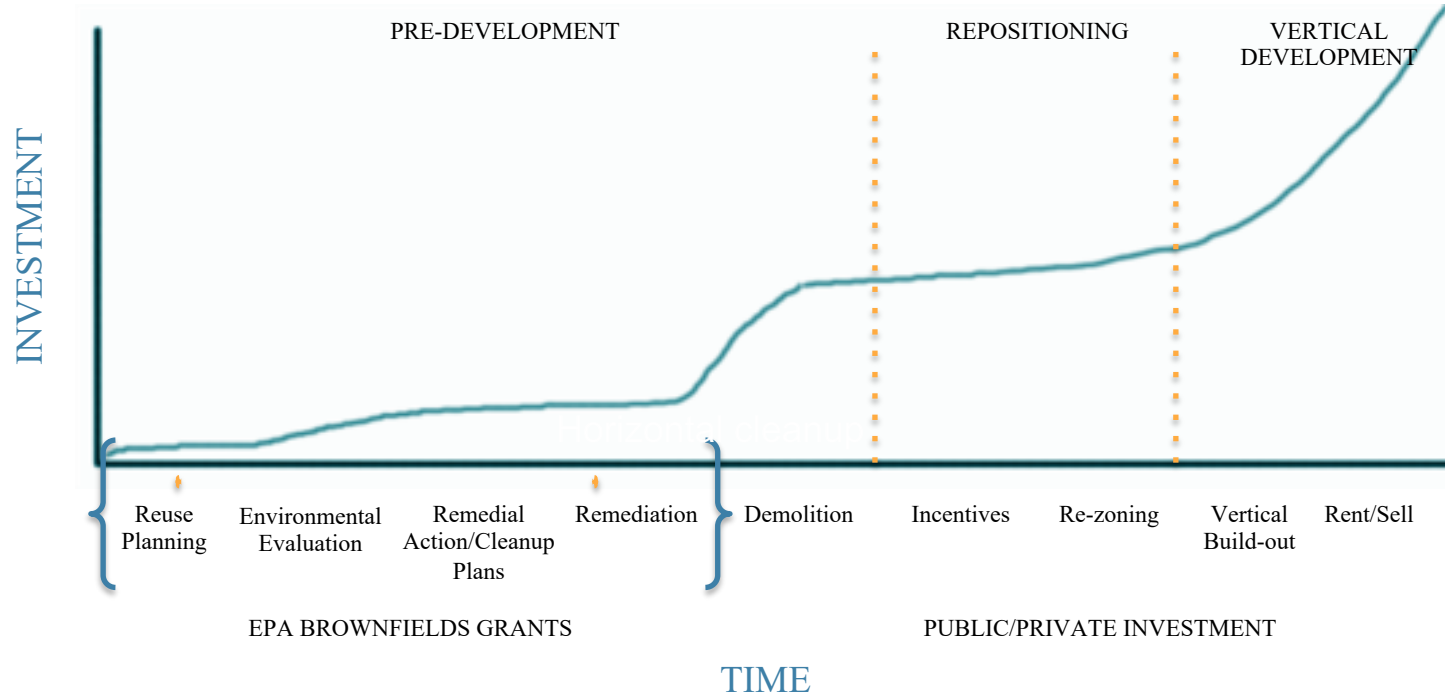 PRE-DEVELOPMENT
REPOSITIONING
VERTICAL
DEVELOPMENT
INVESTMENT
Horizontal cleanup
Reuse
Planning
Environmental
Evaluation
Remedial
Action/Cleanup
Plans
Remediation
Demolition
Incentives
Re-zoning
Vertical
Build-out
Rent/Sell
EPA BROWNFIELDS GRANTS
PUBLIC/PRIVATE INVESTMENT
TIME